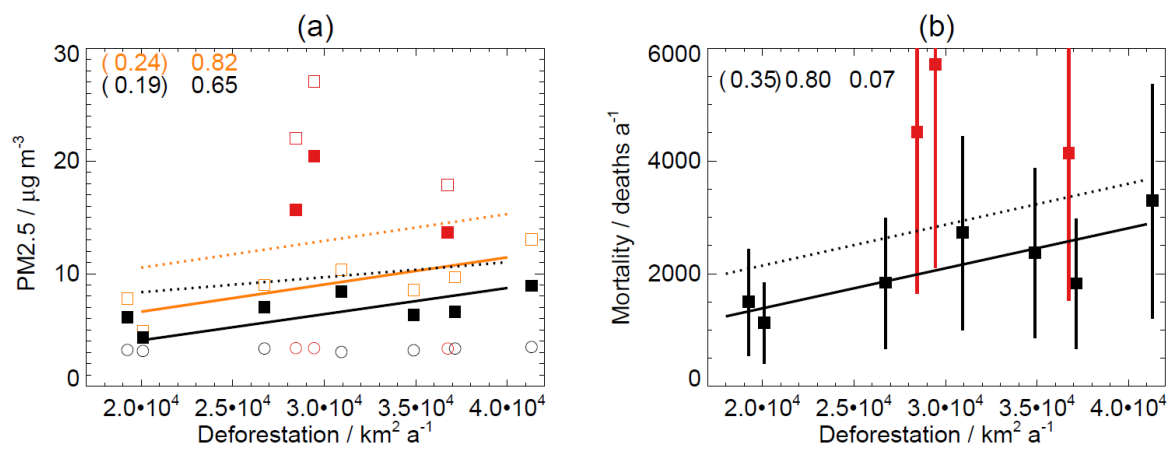 (a)
30
20
10
0
PM2.5 / µg m⁻³
(0.24) 0.82
(0.19) 0.65
2.0•10⁴ 2.5•10⁴ 3.0•10⁴ 3.5•10⁴ 4.0•10⁴
Deforestation / km² a⁻¹
(b)
6000
4000
2000
0
Mortality / deaths a⁻¹
(0.35) 0.80 0.07
2.0•10⁴ 2.5•10⁴ 3.0•10⁴ 3.5•10⁴ 4.0•10⁴
Deforestation / km² a⁻¹